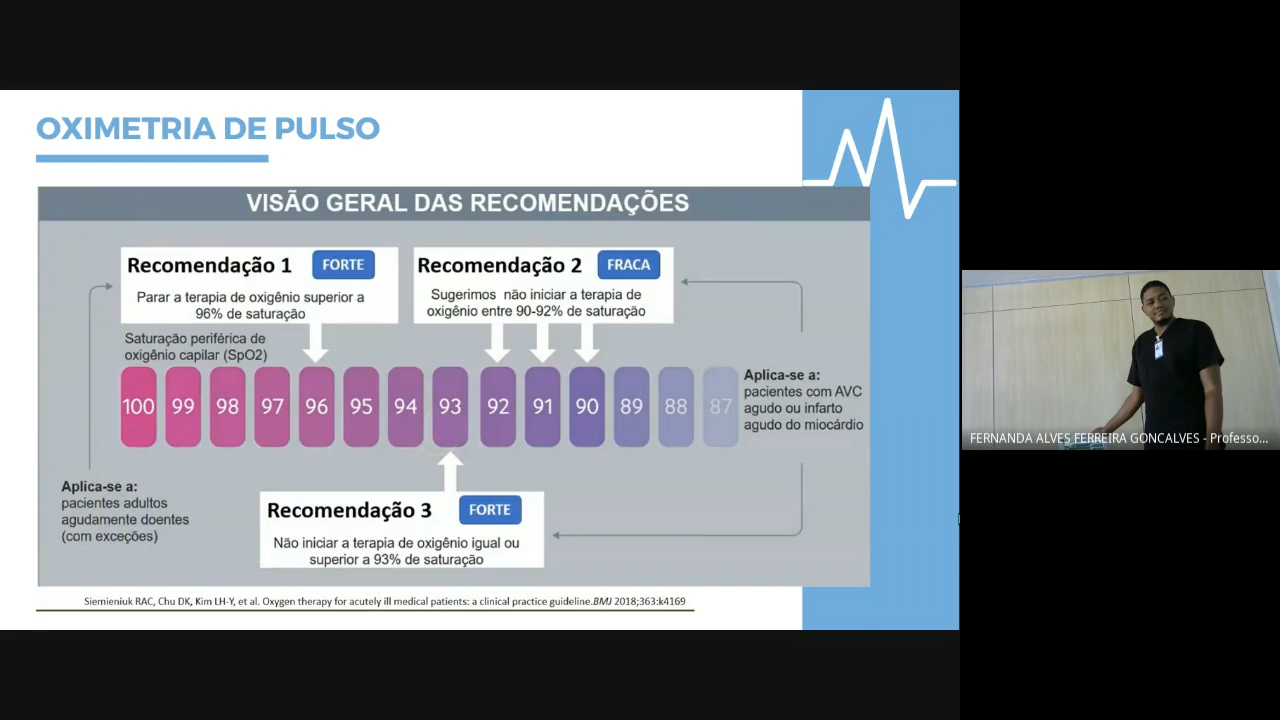 OXIMETRIA DE PULSO
VISÃO GERAL DAS RECOMENDAÇÕES
Recomendação 1 FORTE
Parar a terapia de oxigênio superior a
96% de saturação
Recomendação 2 FRACA
Sugerimos não iniciar a terapia de
oxigênio entre 90-92% de saturação
Saturação periférica de
oxigênio capilar (SpO2)
100 99 98 97 96 95 94 93 92 91 90 89 88 87
Aplica-se a:
pacientes com AVC
agudo ou infarto
agudo do miocárdio
Aplica-se a:
pacientes adultos
agudamente doentes
(com exceções)
Recomendação 3 FORTE
Não iniciar a terapia de oxigênio igual ou
superior a 93% de saturação
Siemieniuk RAC, Chu DK, Kim LH-Y, et al. Oxygen therapy for acutely ill medical patients: a clinical practice guideline.BMJ 2018;363:k4169
FERNANDA ALVES FERREIRA GONCALVES - Professo...